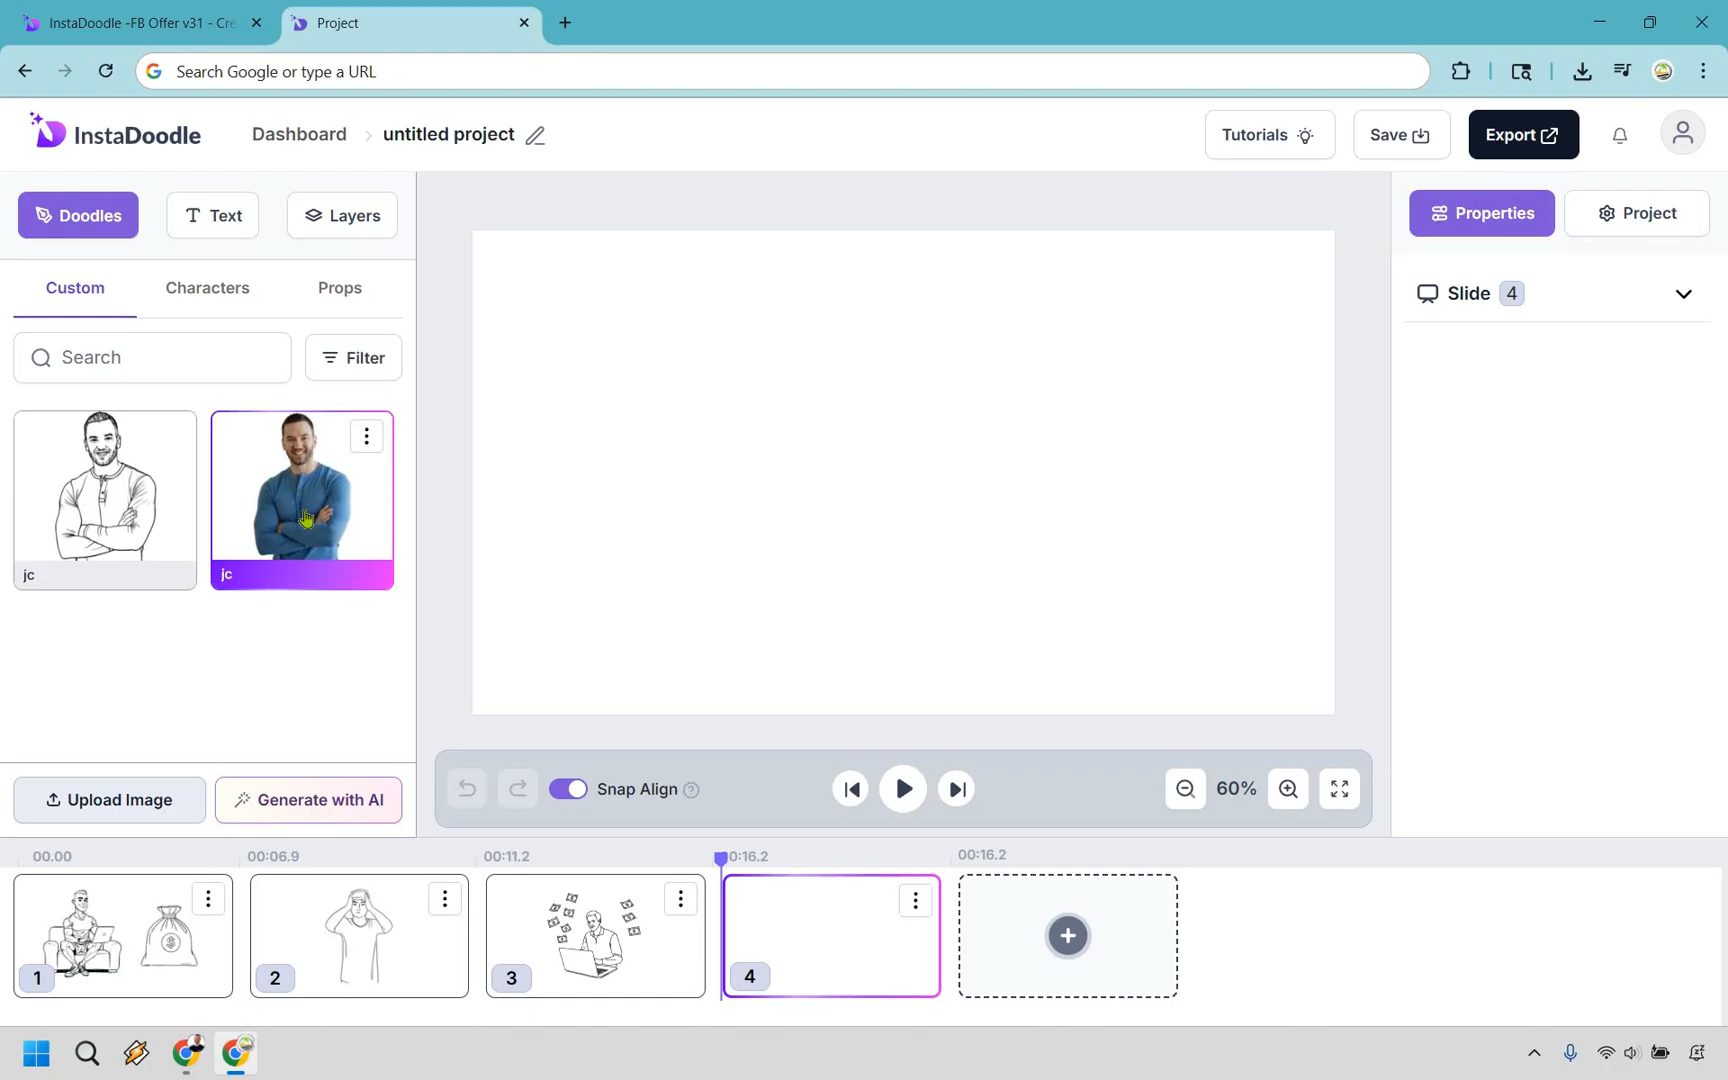 InstaDoodle -FB Offer v31 - Cre
Project
Search Google or type a URL
InstaDoodle
Dashboard
untitled project
Tutorials
Save
Export
Doodles
Text
Layers
Properties
Project
Custom
Characters
Props
Slide 4
Search
Filter
jc
jc
Upload Image
Generate with AI
Snap Align
60%
00.00
00:06.9
00:11.2
00:16.2
00:16.2
1
2
3
4